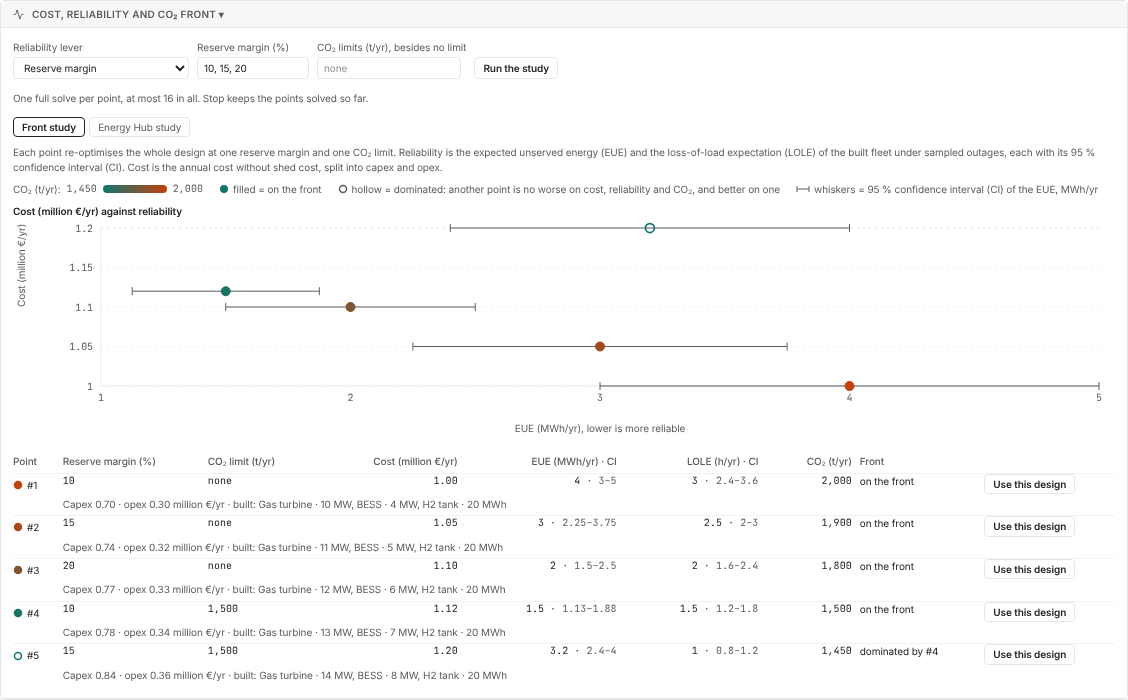 COST, RELIABILITY AND CO₂ FRONT ▾
Reliability lever
Reserve margin (%)
CO₂ limits (t/yr), besides no limit
Reserve margin
10, 15, 20
none
Run the study
One full solve per point, at most 16 in all. Stop keeps the points solved so far.
Front study
Energy Hub study
Each point re-optimises the whole design at one reserve margin and one CO₂ limit. Reliability is the expected unserved energy (EUE) and the loss-of-load expectation (LOLE) of the built fleet under sampled outages, each with its 95 %
confidence interval (CI). Cost is the annual cost without shed cost, split into capex and opex.
CO₂ (t/yr): 1,450 2,000 filled = on the front hollow = dominated: another point is no worse on cost, reliability and CO₂, and better on one whiskers = 95 % confidence interval (CI) of the EUE, MWh/yr
Cost (million €/yr) against reliability
Cost (million €/yr)
1.2
1.15
1.1
1.05
1
1 2 3 4 5
EUE (MWh/yr), lower is more reliable
Point Reserve margin (%) CO₂ limit (t/yr) Cost (million €/yr) EUE (MWh/yr) · CI LOLE (h/yr) · CI CO₂ (t/yr) Front
#1 10 none 1.00 4 · 3–5 3 · 2.4–3.6 2,000 on the front Use this design
Capex 0.70 · opex 0.30 million €/yr · built: Gas turbine · 10 MW, BESS · 4 MW, H2 tank · 20 MWh
#2 15 none 1.05 3 · 2.25–3.75 2.5 · 2–3 1,900 on the front Use this design
Capex 0.74 · opex 0.32 million €/yr · built: Gas turbine · 11 MW, BESS · 5 MW, H2 tank · 20 MWh
#3 20 none 1.10 2 · 1.5–2.5 2 · 1.6–2.4 1,800 on the front Use this design
Capex 0.77 · opex 0.33 million €/yr · built: Gas turbine · 12 MW, BESS · 6 MW, H2 tank · 20 MWh
#4 10 1,500 1.12 1.5 · 1.13–1.88 1.5 · 1.2–1.8 1,500 on the front Use this design
Capex 0.78 · opex 0.34 million €/yr · built: Gas turbine · 13 MW, BESS · 7 MW, H2 tank · 20 MWh
#5 15 1,500 1.20 3.2 · 2.4–4 1 · 0.8–1.2 1,450 dominated by #4 Use this design
Capex 0.84 · opex 0.36 million €/yr · built: Gas turbine · 14 MW, BESS · 8 MW, H2 tank · 20 MWh